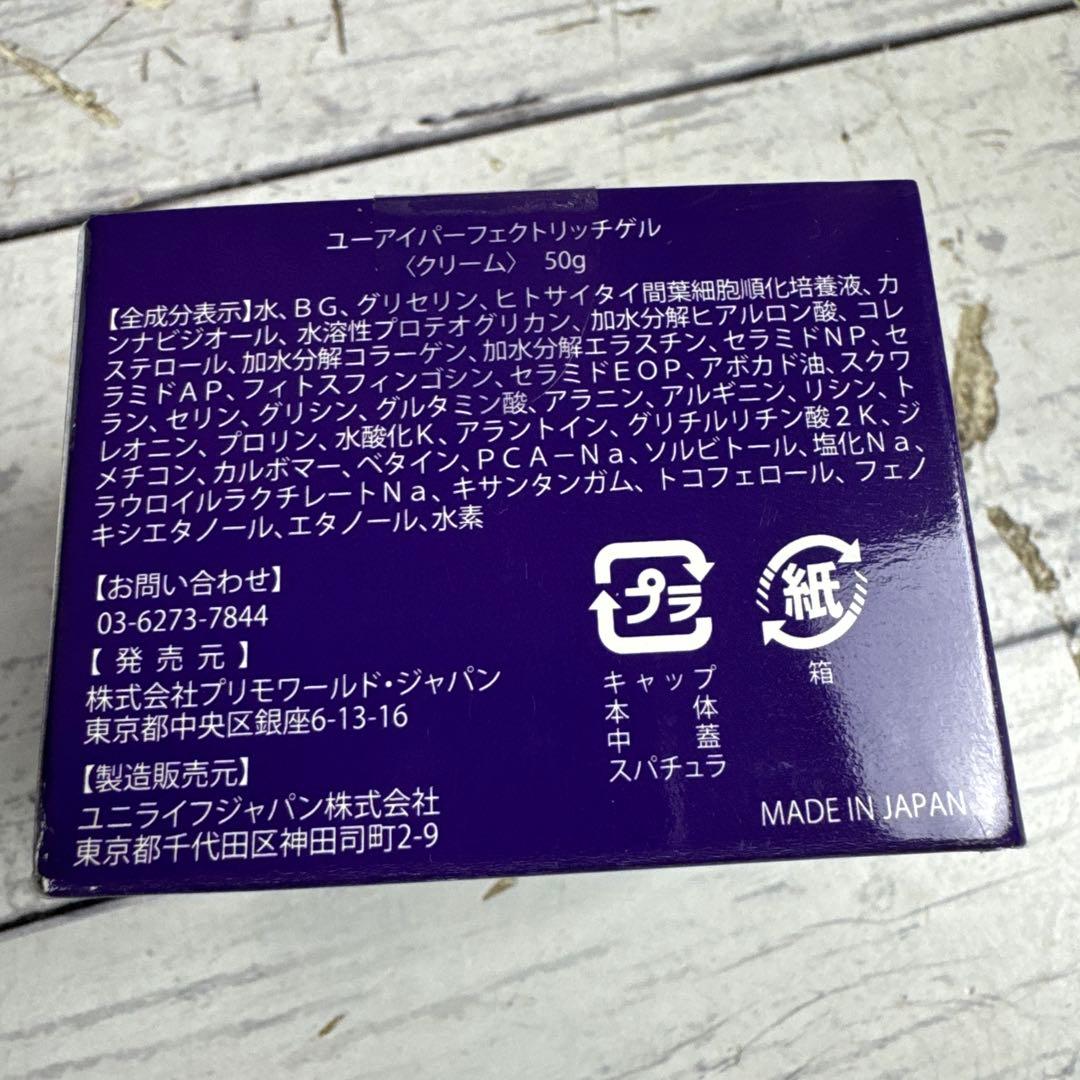 ユーアイパーフェクトリッチゲル
〈クリーム〉 50g
【全成分表示】水、ＢＧ、グリセリン、ヒトサイタイ間葉細胞順化培養液、カ
ンナビジオール、水溶性プロテオグリカン、加水分解ヒアルロン酸、コレ
ステロール、加水分解コラーゲン、加水分解エラスチン、セラミドＮＰ、セ
ラミドＡＰ、フィトスフィンゴシン、セラミドＥＯＰ、アボカド油、スクワ
ラン、セリン、グリシン、グルタミン酸、アラニン、アルギニン、リシン、ト
レオニン、プロリン、水酸化Ｋ、アラントイン、グリチルリチン酸２Ｋ、ジ
メチコン、カルボマー、ベタイン、ＰＣＡ－Ｎａ、ソルビトール、塩化Ｎａ、
ラウロイルラクチレートＮａ、キサンタンガム、トコフェロール、フェノ
キシエタノール、エタノール、水素
【お問い合わせ】
03-6273-7844
【 発 売 元 】
株式会社プリモワールド・ジャパン
東京都中央区銀座6-13-16
【製造販売元】
ユニライフジャパン株式会社
東京都千代田区神田司町2-9
プラ
キャップ
本　　体
中　　蓋
スパチュラ
紙
箱
MADE IN JAPAN